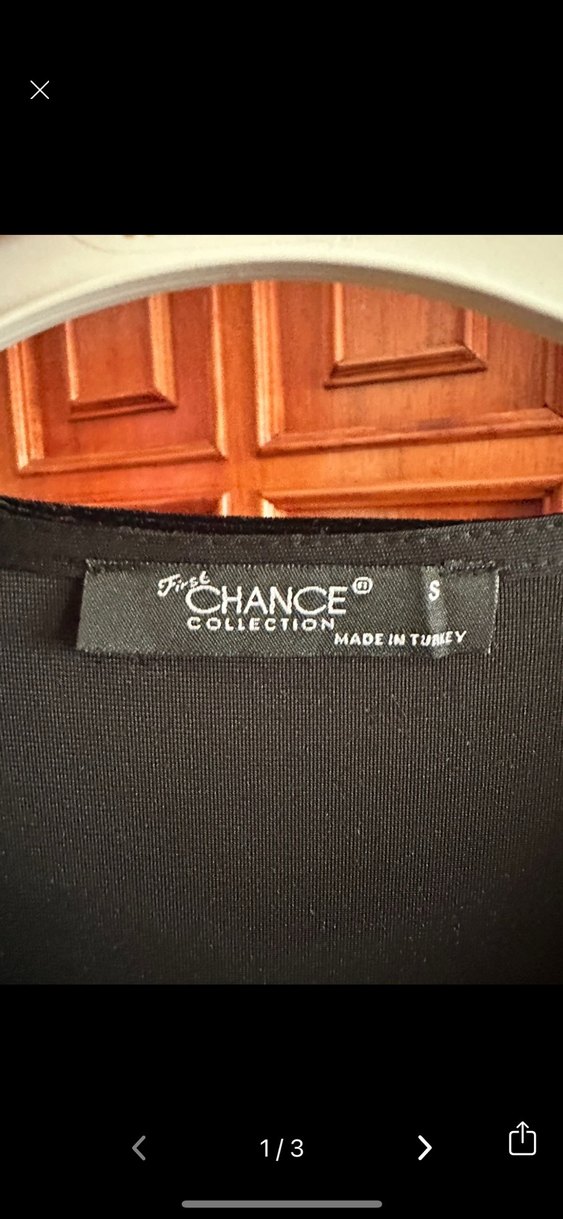 First
CHANCE®
COLLECTION
S
MADE IN TURKEY
1/3